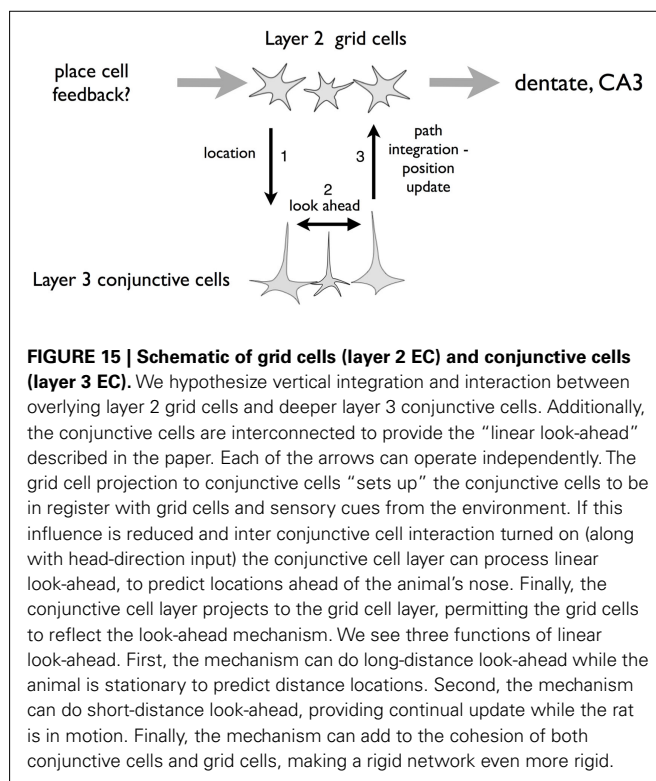 Layer 2 grid cells
place cell
feedback?
dentate, CA3
location
1
3
path
integration -
position
update
2
look ahead
Layer 3 conjunctive cells
FIGURE 15 | Schematic of grid cells (layer 2 EC) and conjunctive cells
(layer 3 EC). We hypothesize vertical integration and interaction between
overlying layer 2 grid cells and deeper layer 3 conjunctive cells. Additionally,
the conjunctive cells are interconnected to provide the “linear look-ahead”
described in the paper. Each of the arrows can operate independently. The
grid cell projection to conjunctive cells “sets up” the conjunctive cells to be
in register with grid cells and sensory cues from the environment. If this
influence is reduced and inter conjunctive cell interaction turned on (along
with head-direction input) the conjunctive cell layer can process linear
look-ahead, to predict locations ahead of the animal’s nose. Finally, the
conjunctive cell layer projects to the grid cell layer, permitting the grid cells
to reflect the look-ahead mechanism. We see three functions of linear
look-ahead. First, the mechanism can do long-distance look-ahead while the
animal is stationary to predict distance locations. Second, the mechanism
can do short-distance look-ahead, providing continual update while the rat
is in motion. Finally, the mechanism can add to the cohesion of both
conjunctive cells and grid cells, making a rigid network even more rigid.